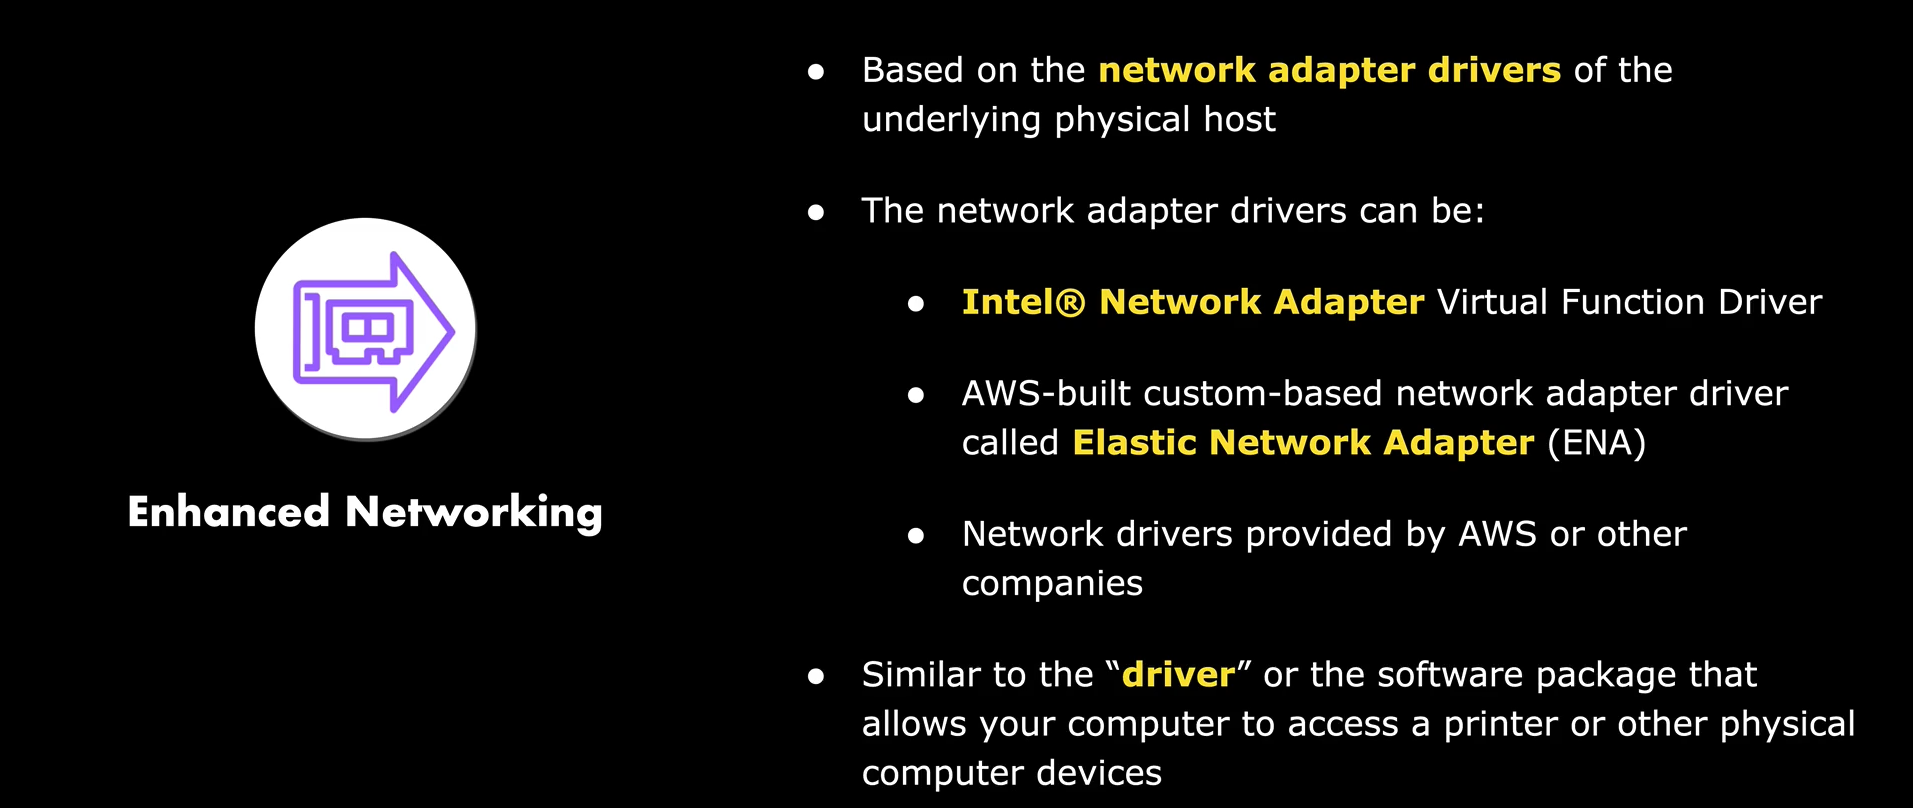 Enhanced Networking
● Based on the network adapter drivers of the
underlying physical host
● The network adapter drivers can be:
● Intel® Network Adapter Virtual Function Driver
● AWS-built custom-based network adapter driver
called Elastic Network Adapter (ENA)
● Network drivers provided by AWS or other
companies
● Similar to the “driver” or the software package that
allows your computer to access a printer or other physical
computer devices